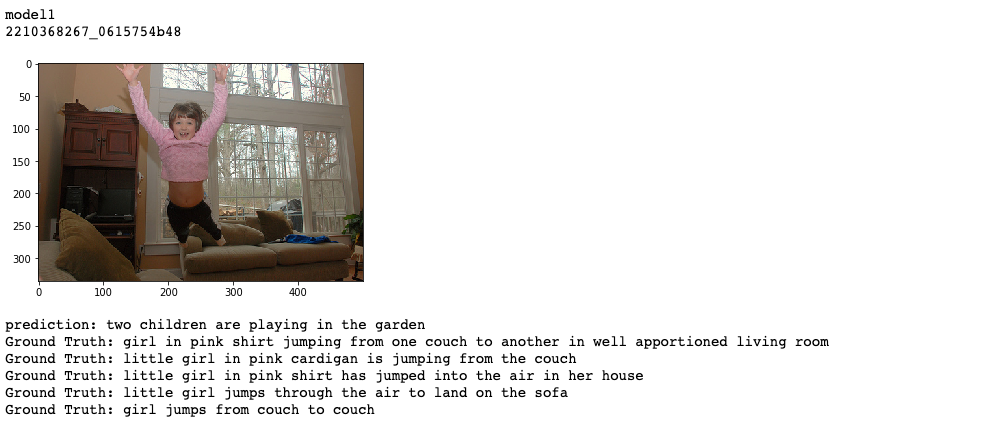 model1
2210368267_0615754b48
0
50
100
150
200
250
300
0 100 200 300 400
prediction: two children are playing in the garden
Ground Truth: girl in pink shirt jumping from one couch to another in well apportioned living room
Ground Truth: little girl in pink cardigan is jumping from the couch
Ground Truth: little girl in pink shirt has jumped into the air in her house
Ground Truth: little girl jumps through the air to land on the sofa
Ground Truth: girl jumps from couch to couch